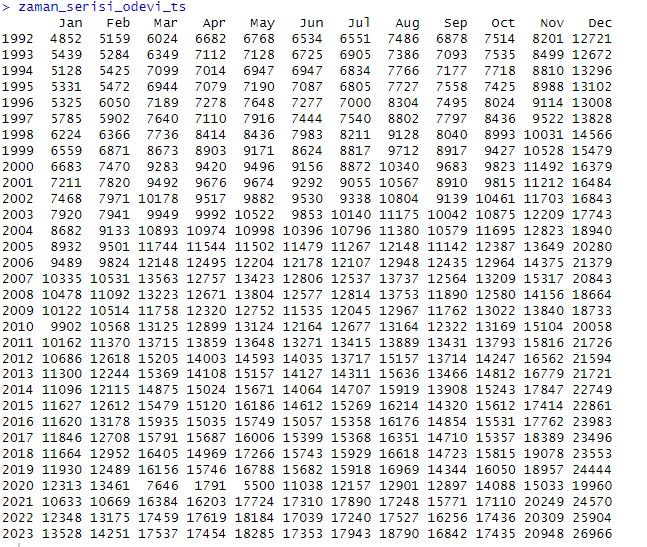 > zaman_serisi_odevi_ts
Jan Feb Mar Apr May Jun Jul Aug Sep Oct Nov Dec
1992 4852 5159 6024 6682 6768 6534 6551 7486 6878 7514 8201 12721
1993 5439 5284 6349 7112 7128 6725 6905 7386 7093 7535 8499 12672
1994 5128 5425 7099 7014 6947 6947 6834 7766 7177 7718 8810 13296
1995 5331 5472 6944 7079 7190 7087 6805 7727 7558 7425 8988 13102
1996 5325 6050 7189 7278 7648 7277 7000 8304 7495 8024 9114 13008
1997 5785 5902 7640 7110 7916 7444 7540 8802 7797 8436 9522 13828
1998 6224 6366 7736 8414 8436 7983 8211 9128 8040 8993 10031 14566
1999 6559 6871 8673 8903 9171 8624 8817 9712 8917 9427 10528 15479
2000 6683 7470 9283 9420 9496 9156 8872 10340 9683 9823 11492 16379
2001 7211 7820 9492 9676 9674 9292 9055 10567 8910 9815 11212 16484
2002 7468 7971 10178 9517 9882 9530 9338 10804 9139 10461 11703 16843
2003 7920 7941 9949 9992 10522 9853 10140 11175 10042 10875 12209 17743
2004 8682 9133 10893 10974 10998 10396 10796 11380 10579 11695 12823 18940
2005 8932 9501 11744 11544 11502 11479 11267 12948 11142 12387 13649 20280
2006 9489 9824 12148 12495 12204 12178 12107 12948 12435 12964 14375 21379
2007 10335 10531 13563 12757 13423 12806 12537 13737 12564 13209 15317 20843
2008 10478 11092 13223 12671 13804 12577 12814 13753 11890 12580 14156 18664
2009 10122 10514 11758 12320 12752 11535 12045 12967 11762 13022 13840 18733
2010 9902 10568 13125 12899 13124 12164 12677 13164 12322 13169 15104 20058
2011 10162 11370 13715 13859 13648 13271 13415 13889 13431 13793 15816 21726
2012 10686 12618 15205 14003 14593 14035 13717 15157 13714 14247 16562 21594
2013 11300 12244 15369 14108 15157 14127 14311 15636 13466 14812 16779 21721
2014 11096 12115 14875 15024 15671 14064 14707 15919 13908 15243 17847 22749
2015 11627 12612 15479 15120 16186 14612 15269 16214 14320 15612 17414 22861
2016 11620 13178 15935 15035 15749 15057 15358 16176 14854 15531 17762 23983
2017 11846 12708 15791 15687 16006 15399 15368 16351 14710 15357 18389 23496
2018 11664 12952 16405 14969 17266 15743 15929 16618 14723 15815 19078 23553
2019 11930 12489 16156 15746 16788 15682 15918 16969 14344 16050 18957 24444
2020 12313 13461 7646 1791 5500 11038 12157 12901 12897 14088 15033 19960
2021 10633 10669 16384 16203 17724 17310 17890 17248 15771 17110 20249 24570
2022 12348 13175 17459 17619 18184 17039 17240 17527 16256 17436 20309 25904
2023 13528 14251 17537 17454 18285 17353 17943 18790 16842 17435 20948 26966